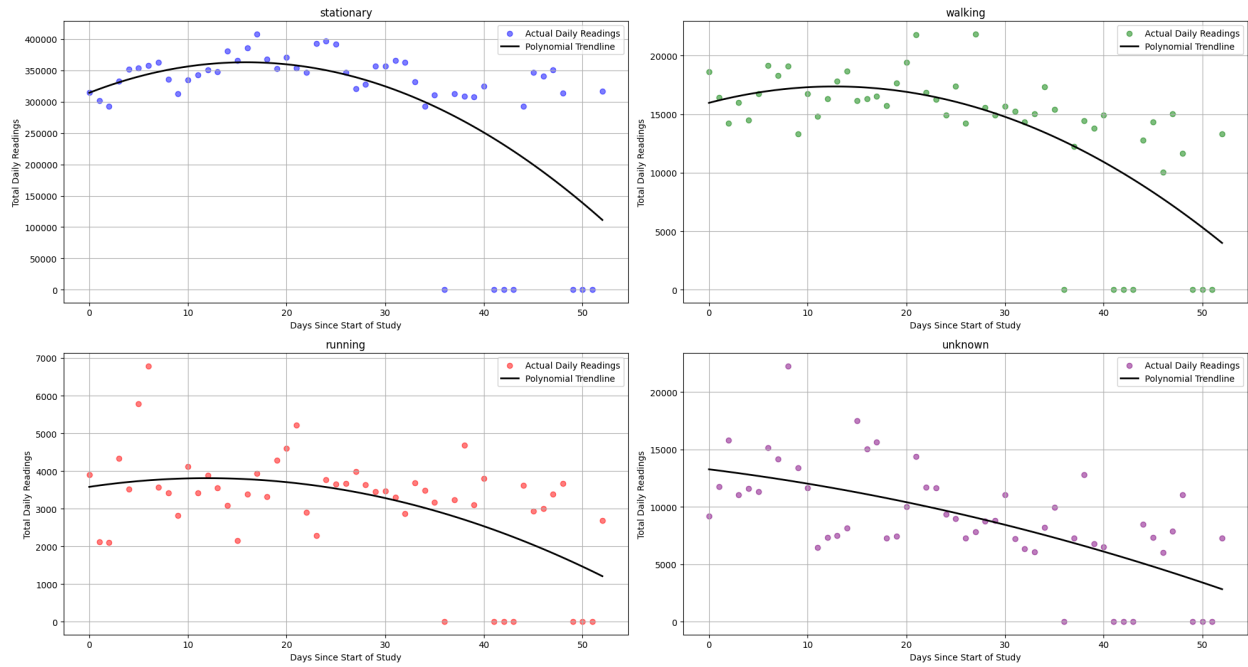 stationary
Total Daily Readings
400000
350000
300000
250000
200000
150000
100000
50000
0
0
10
20
30
40
50
Days Since Start of Study
Actual Daily Readings
Polynomial Trendline
walking
Total Daily Readings
20000
15000
10000
5000
0
0
10
20
30
40
50
Days Since Start of Study
Actual Daily Readings
Polynomial Trendline
running
Total Daily Readings
7000
6000
5000
4000
3000
2000
1000
0
0
10
20
30
40
50
Days Since Start of Study
Actual Daily Readings
Polynomial Trendline
unknown
Total Daily Readings
20000
15000
10000
5000
0
0
10
20
30
40
50
Days Since Start of Study
Actual Daily Readings
Polynomial Trendline